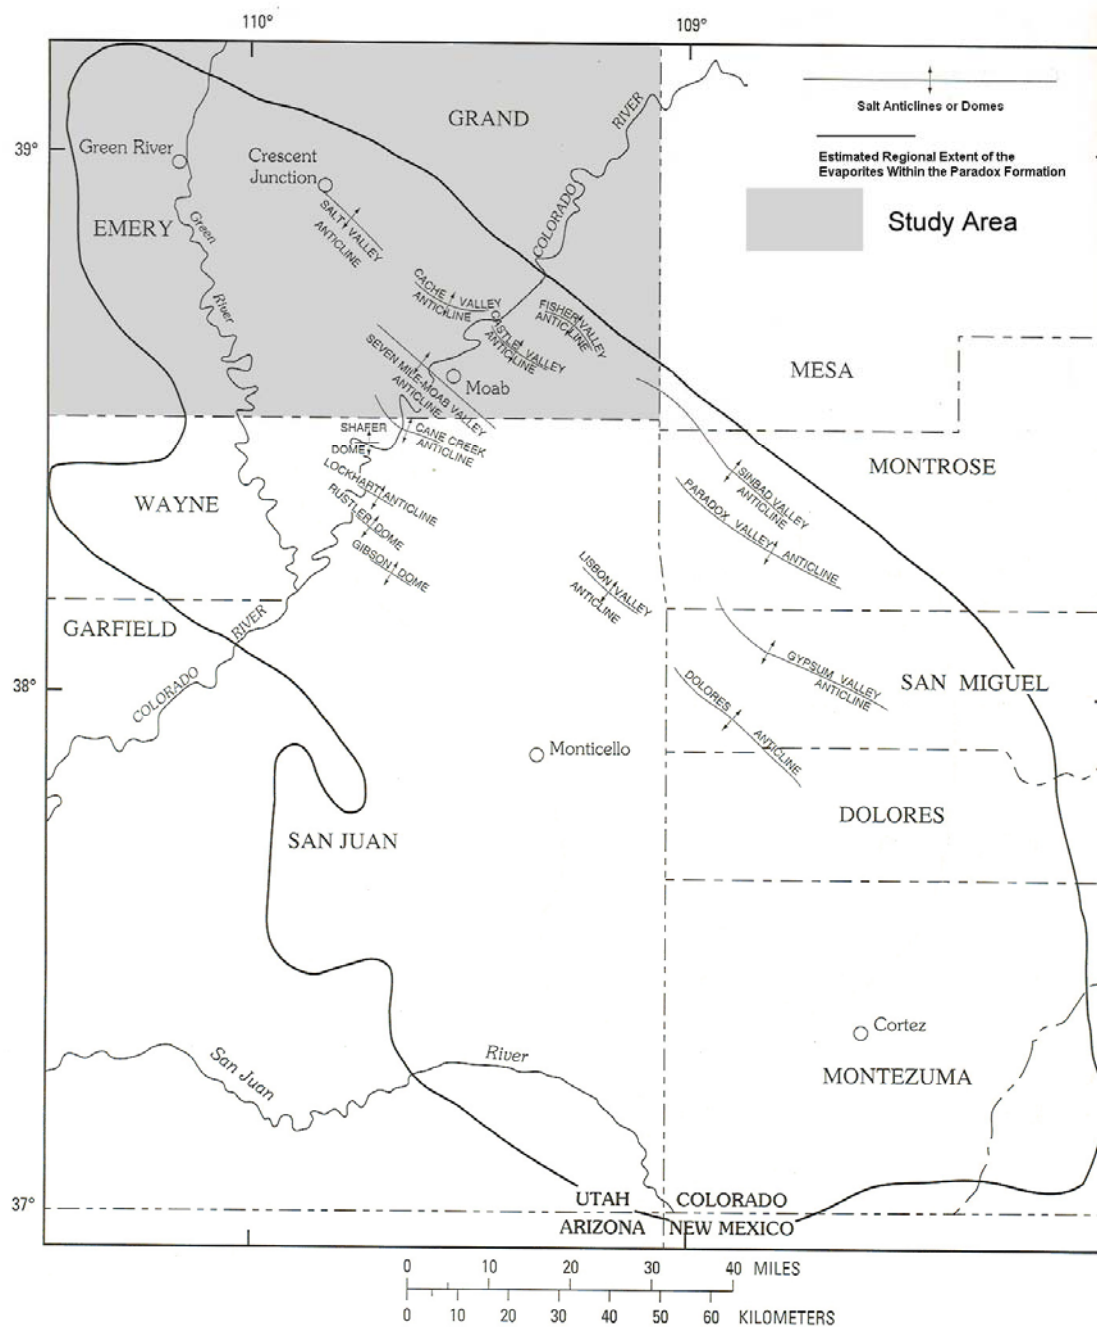 110°
109°
39°
38°
37°
Salt Anticlines or Domes
Estimated Regional Extent of the
Evaporites Within the Paradox Formation
Study Area
GRAND
Green River
Crescent
Junction
EMERY
Green
River
SALT VALLEY
ANTICLINE
COLORADO
RIVER
CACHE VALLEY
ANTICLINE
CASTLE VALLEY
ANTICLINE
FISHER VALLEY
ANTICLINE
SEVEN MILE-MOAB VALLEY
ANTICLINE
Moab
MESA
SHAFER
DOME
CANE CREEK
ANTICLINE
LOCKHART ANTICLINE
RUSTLER DOME
GIBSON DOME
WAYNE
MONTROSE
SINBAD VALLEY
ANTICLINE
PARADOX VALLEY ANTICLINE
LISBON VALLEY
ANTICLINE
GARFIELD
COLORADO
RIVER
GYPSUM VALLEY
ANTICLINE
SAN MIGUEL
DOLORES
ANTICLINE
Monticello
SAN JUAN
DOLORES
Cortez
MONTEZUMA
San Juan
River
UTAH
COLORADO
ARIZONA
NEW MEXICO
0 10 20 30 40 MILES
0 10 20 30 40 50 60 KILOMETERS